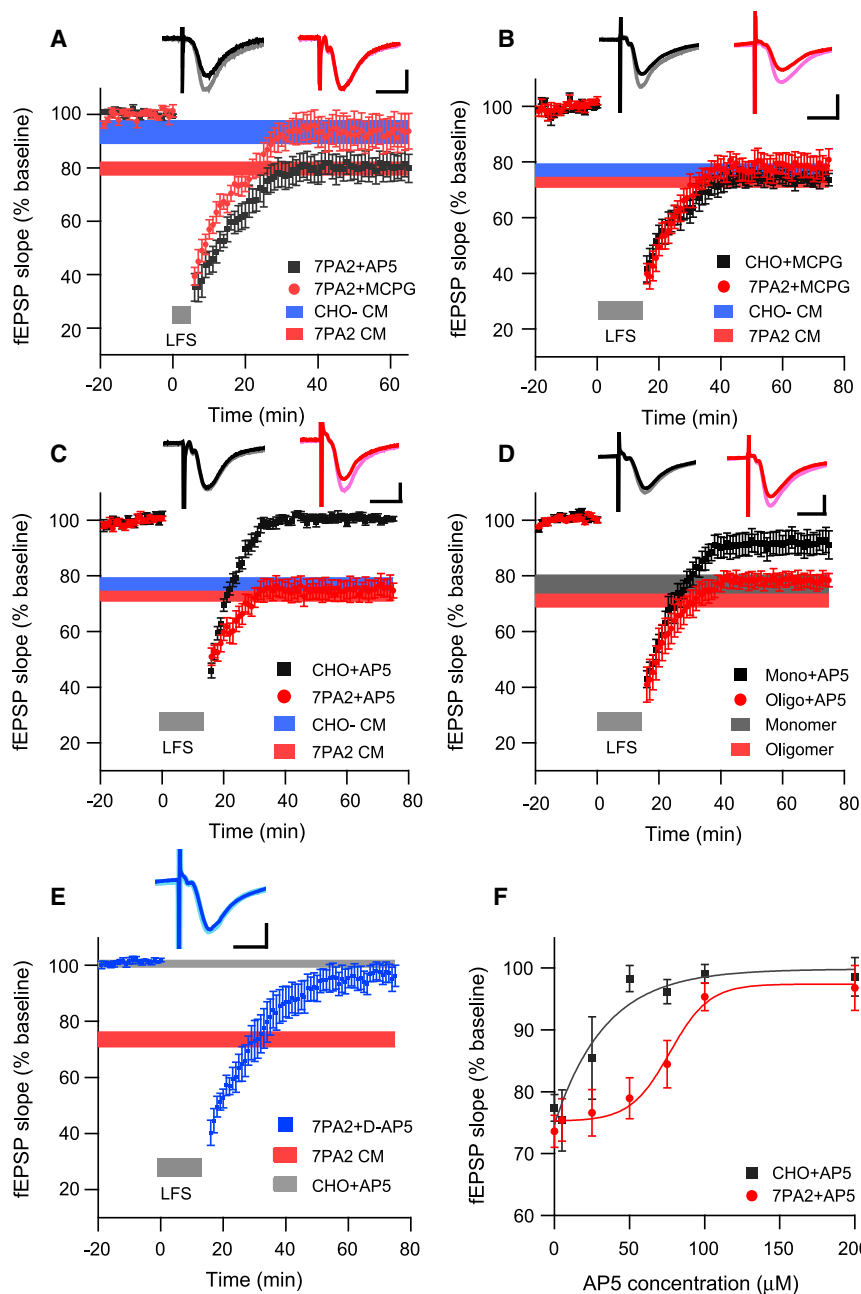 A
fEPSP slope (% baseline)
100
80
60
40
20
LFS
7PA2+AP5
7PA2+MCPG
CHO- CM
7PA2 CM
-20 0 20 40 60
Time (min)
B
fEPSP slope (% baseline)
100
80
60
40
20
LFS
CHO+MCPG
7PA2+MCPG
CHO- CM
7PA2 CM
-20 0 20 40 60 80
Time (min)
C
fEPSP slope (% baseline)
100
80
60
40
20
LFS
CHO+AP5
7PA2+AP5
CHO- CM
7PA2 CM
-20 0 20 40 60 80
Time (min)
D
fEPSP slope (% baseline)
100
80
60
40
20
LFS
Mono+AP5
Oligo+AP5
Monomer
Oligomer
-20 0 20 40 60 80
Time (min)
E
fEPSP slope (% baseline)
100
80
60
40
20
LFS
7PA2+D-AP5
7PA2 CM
CHO+AP5
-20 0 20 40 60 80
Time (min)
F
fEPSP slope (% baseline)
100
90
80
70
60
CHO+AP5
7PA2+AP5
0 50 100 150 200
AP5 concentration (μM)